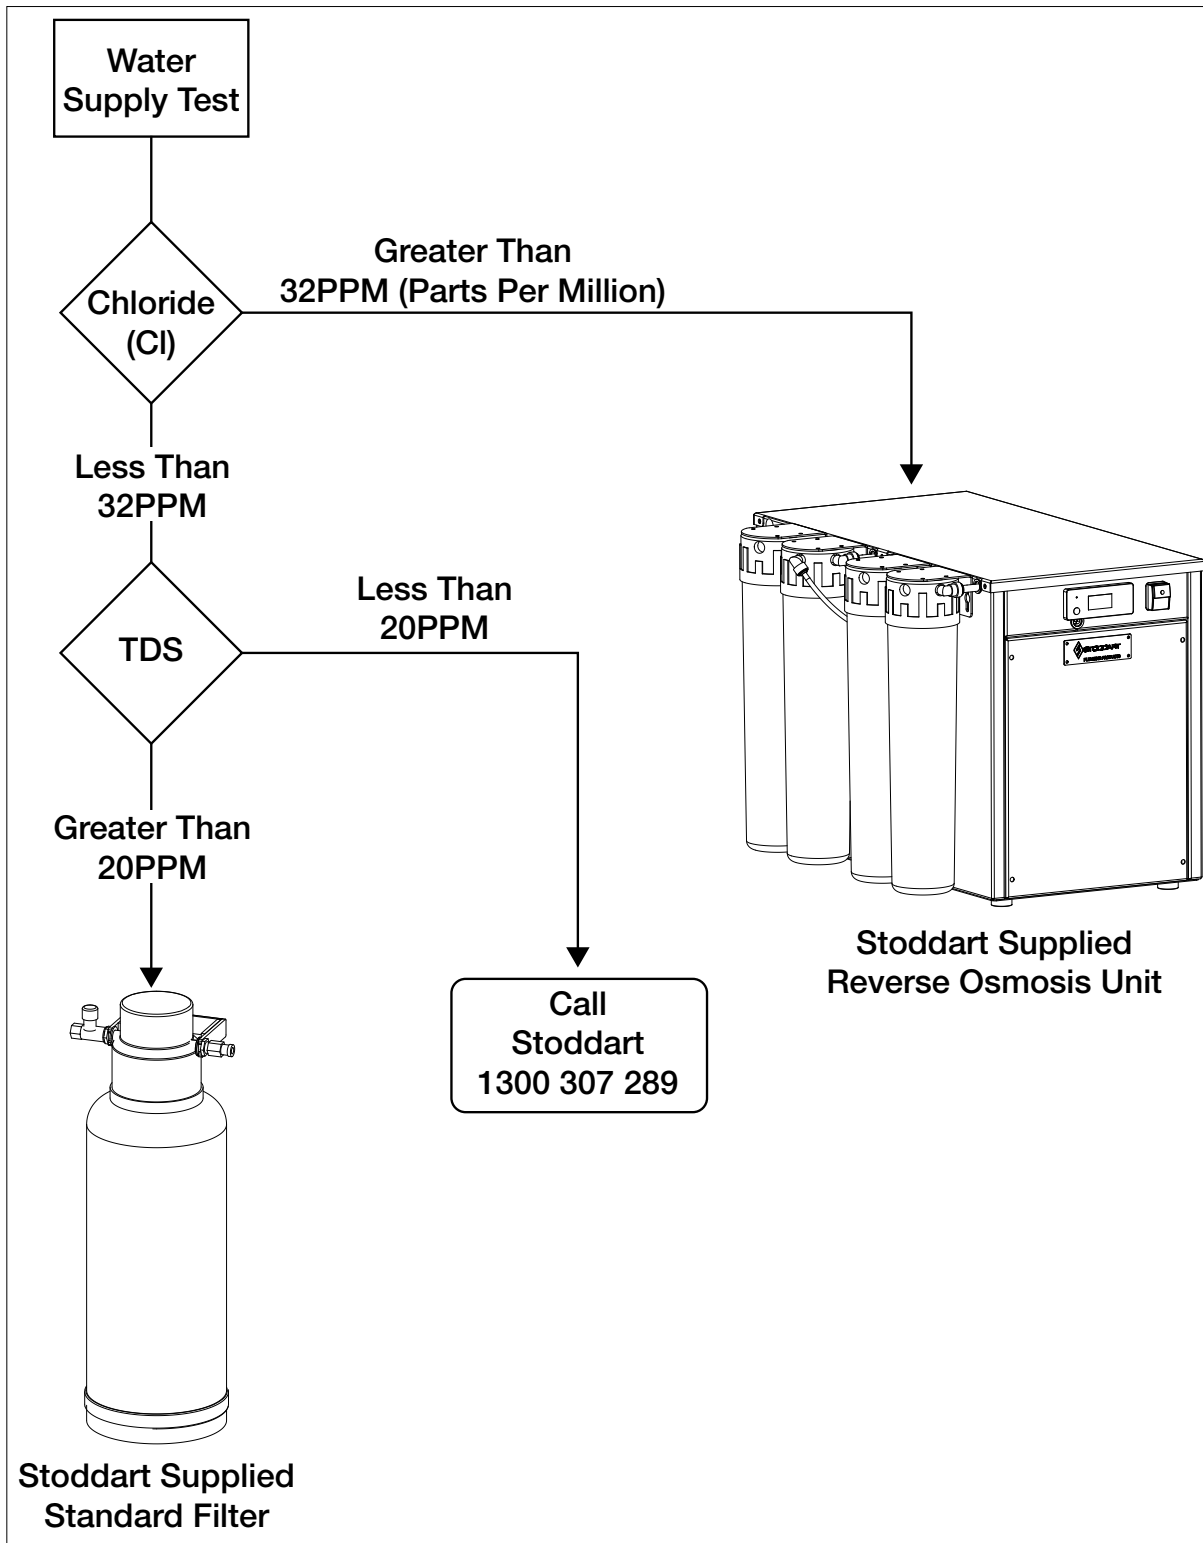 Water
Supply Test
Greater Than
32PPM (Parts Per Million)
Chloride
(Cl)
Less Than
32PPM
Less Than
20PPM
TDS
STODDART
Greater Than
20PPM
Stoddart Supplied
Reverse Osmosis Unit
Call
Stoddart
1300 307 289
Stoddart Supplied
Standard Filter